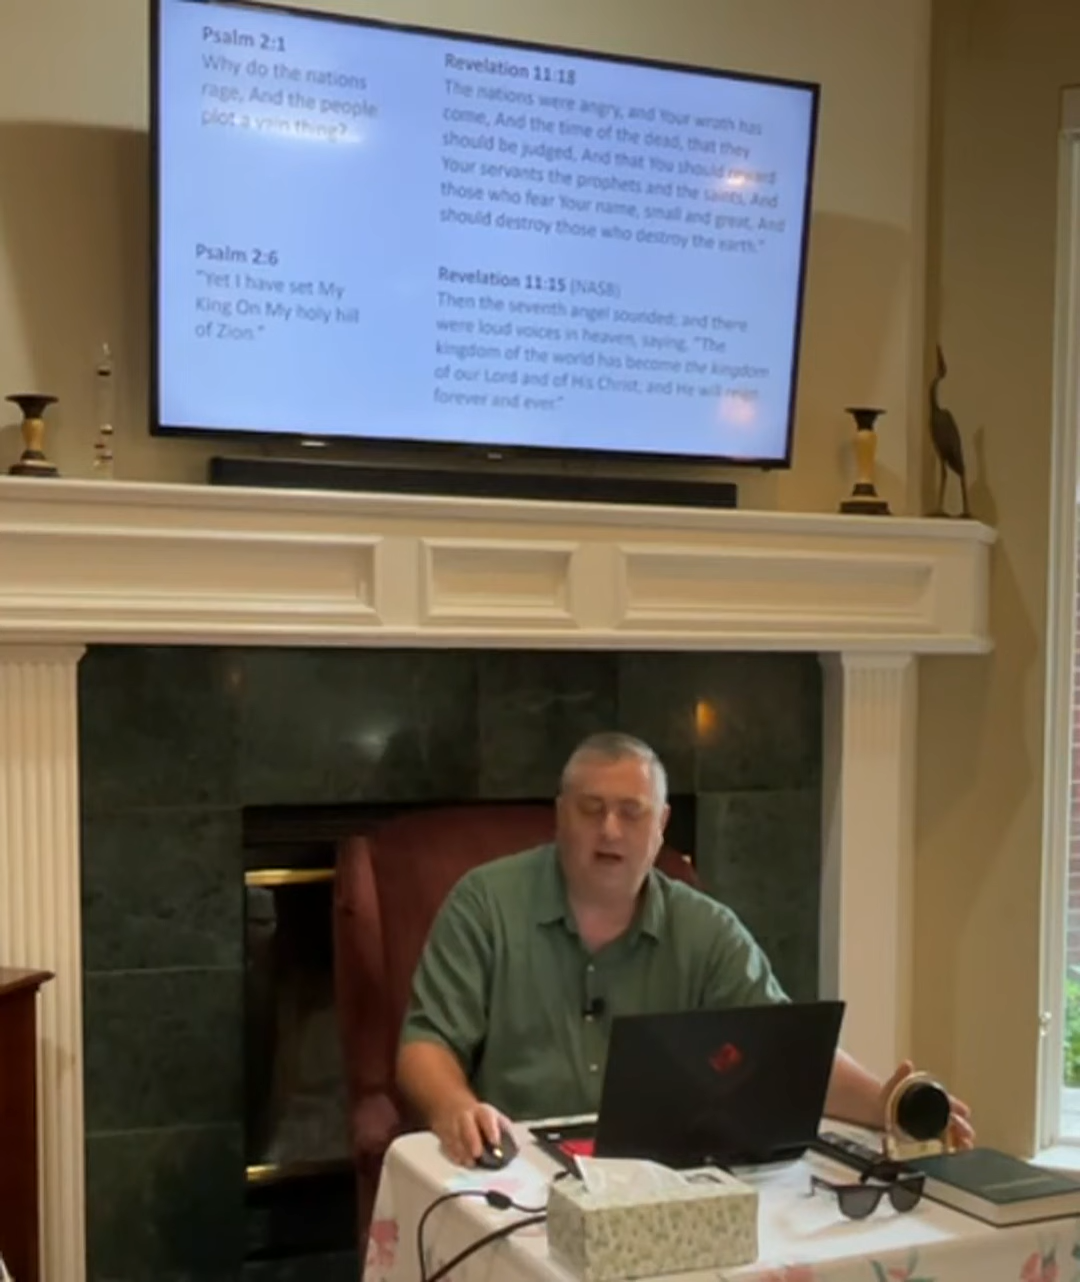 Psalm 2:1
Why do the nations
rage, And the people
plot a vain thing?
Psalm 2:6
"Yet I have set My
King On My holy hill
of Zion."
Revelation 11:18
The nations were angry, and Your wrath has
come, And the time of the dead, that they
should be judged, And that You should reward
Your servants the prophets and the saints, And
those who fear Your name, small and great, And
should destroy those who destroy the earth."
Revelation 11:15 (NASB)
Then the seventh angel sounded; and there
were loud voices in heaven, saying, "The
kingdom of the world has become the kingdom
of our Lord and of His Christ; and He will reign
forever and ever."